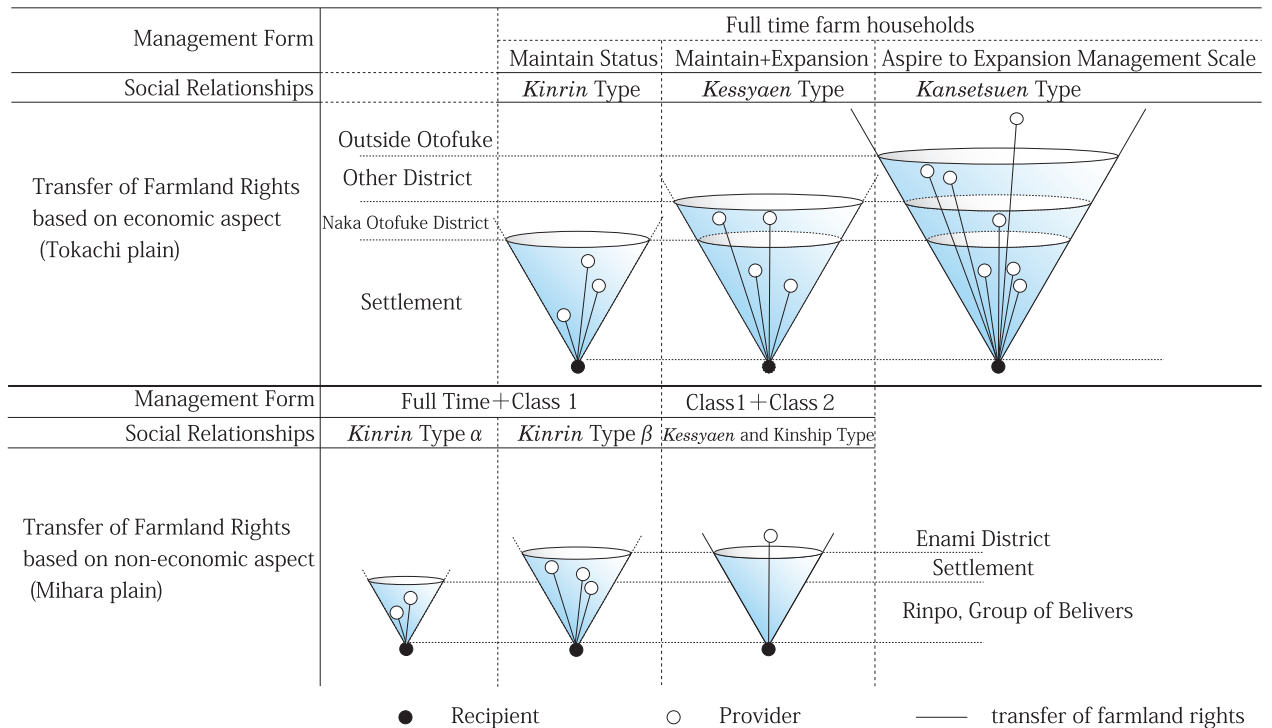 Management Form
Full time farm households
Maintain Status
Maintain+Expansion
Aspire to Expansion Management Scale
Social Relationships
Kinrin Type
Kessyaen Type
Kansetsuen Type
Transfer of Farmland Rights
based on economic aspect
(Tokachi plain)
Outside Otofuke
Other District
Naka Otofuke District
Settlement
Management Form
Full Time+Class 1
Class1+Class 2
Social Relationships
Kinrin Type α
Kinrin Type β
Kessyaen and Kinship Type
Transfer of Farmland Rights
based on non-economic aspect
(Mihara plain)
Enami District
Settlement
Rinpo, Group of Belivers
Recipient
Provider
transfer of farmland rights